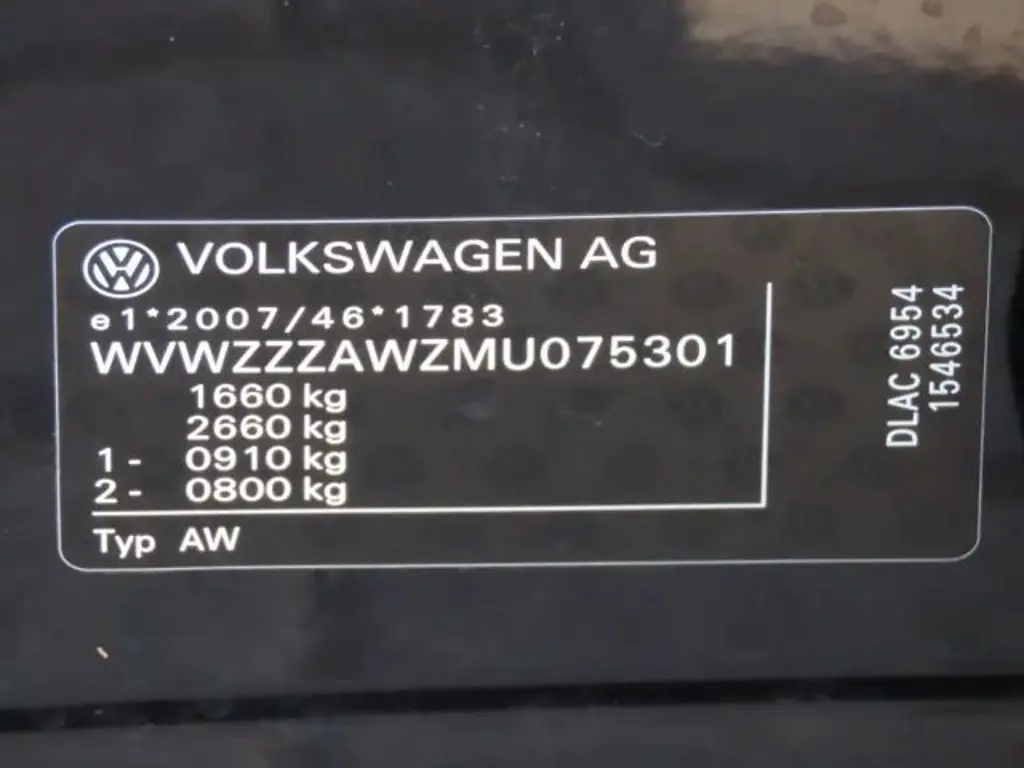 VOLKSWAGEN AG
e1*2007/46*1783
WVWZZZAWZMU075301
1660 kg
2660 kg
1- 0910 kg
2- 0800 kg
Typ AW
DLAC 6954
1546534